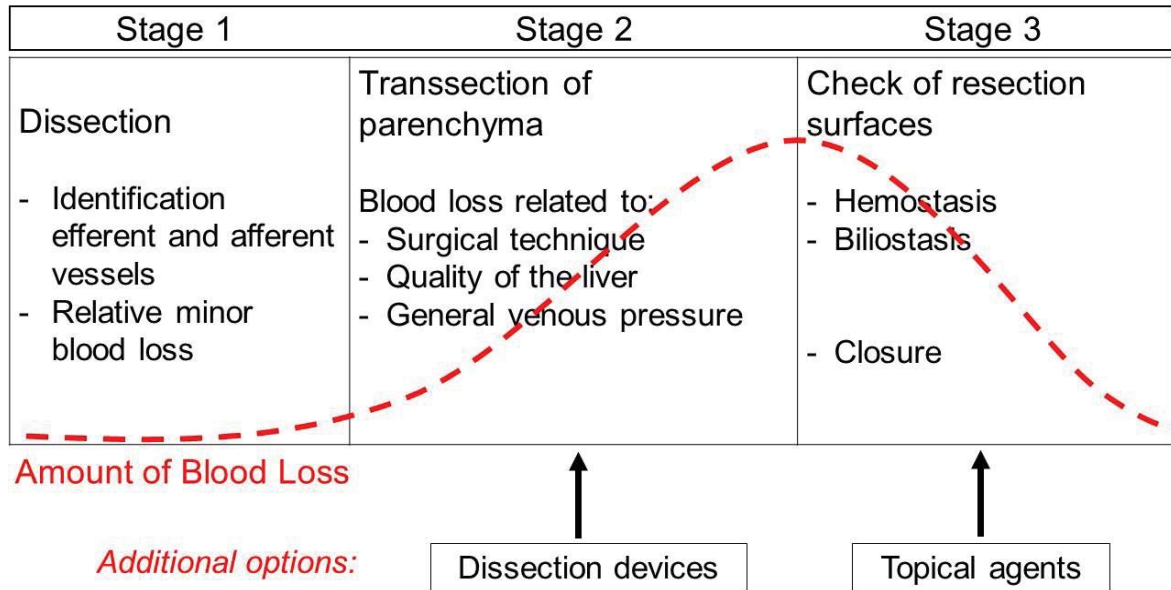 Stage 1
Stage 2
Stage 3
Dissection
- Identification
efferent and afferent
vessels
- Relative minor
blood loss
Transsection of
parenchyma
Blood loss related to:
- Surgical technique
- Quality of the liver
- General venous pressure
Check of resection
surfaces
- Hemostasis
- Biliostasis
- Closure
Amount of Blood Loss
Additional options:
Dissection devices
Topical agents